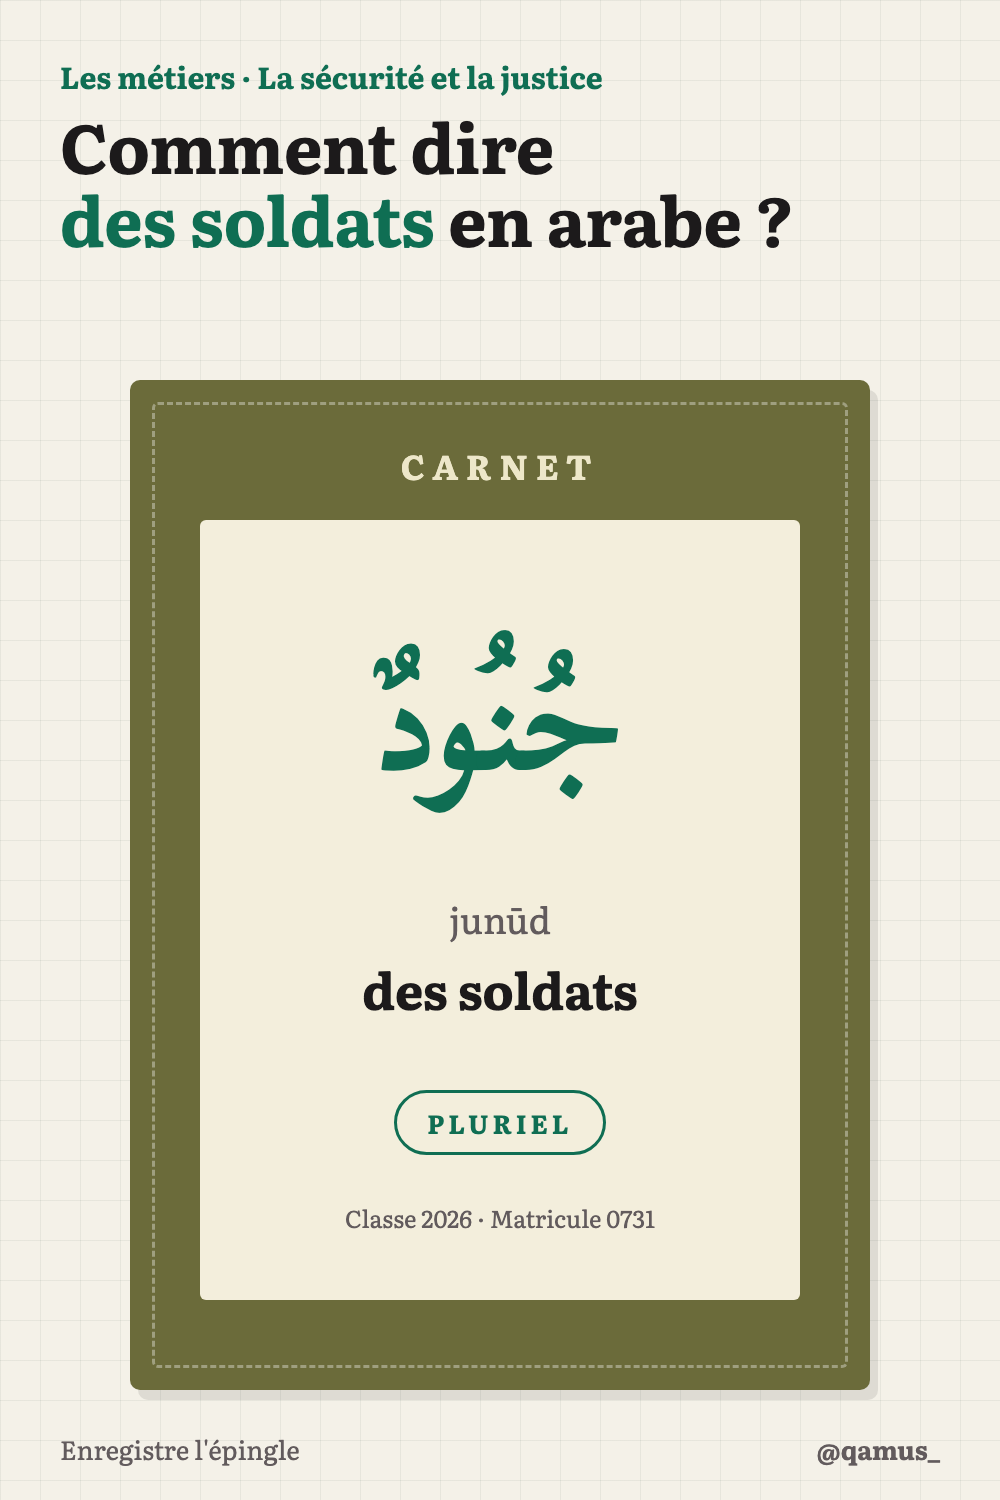 Les métiers · La sécurité et la justice
Comment dire
des soldats en arabe ?
CARNET
جُنُودٌ
junūd
des soldats
PLURIEL
Classe 2026 · Matricule 0731
Enregistre l'épingle
@qamus_